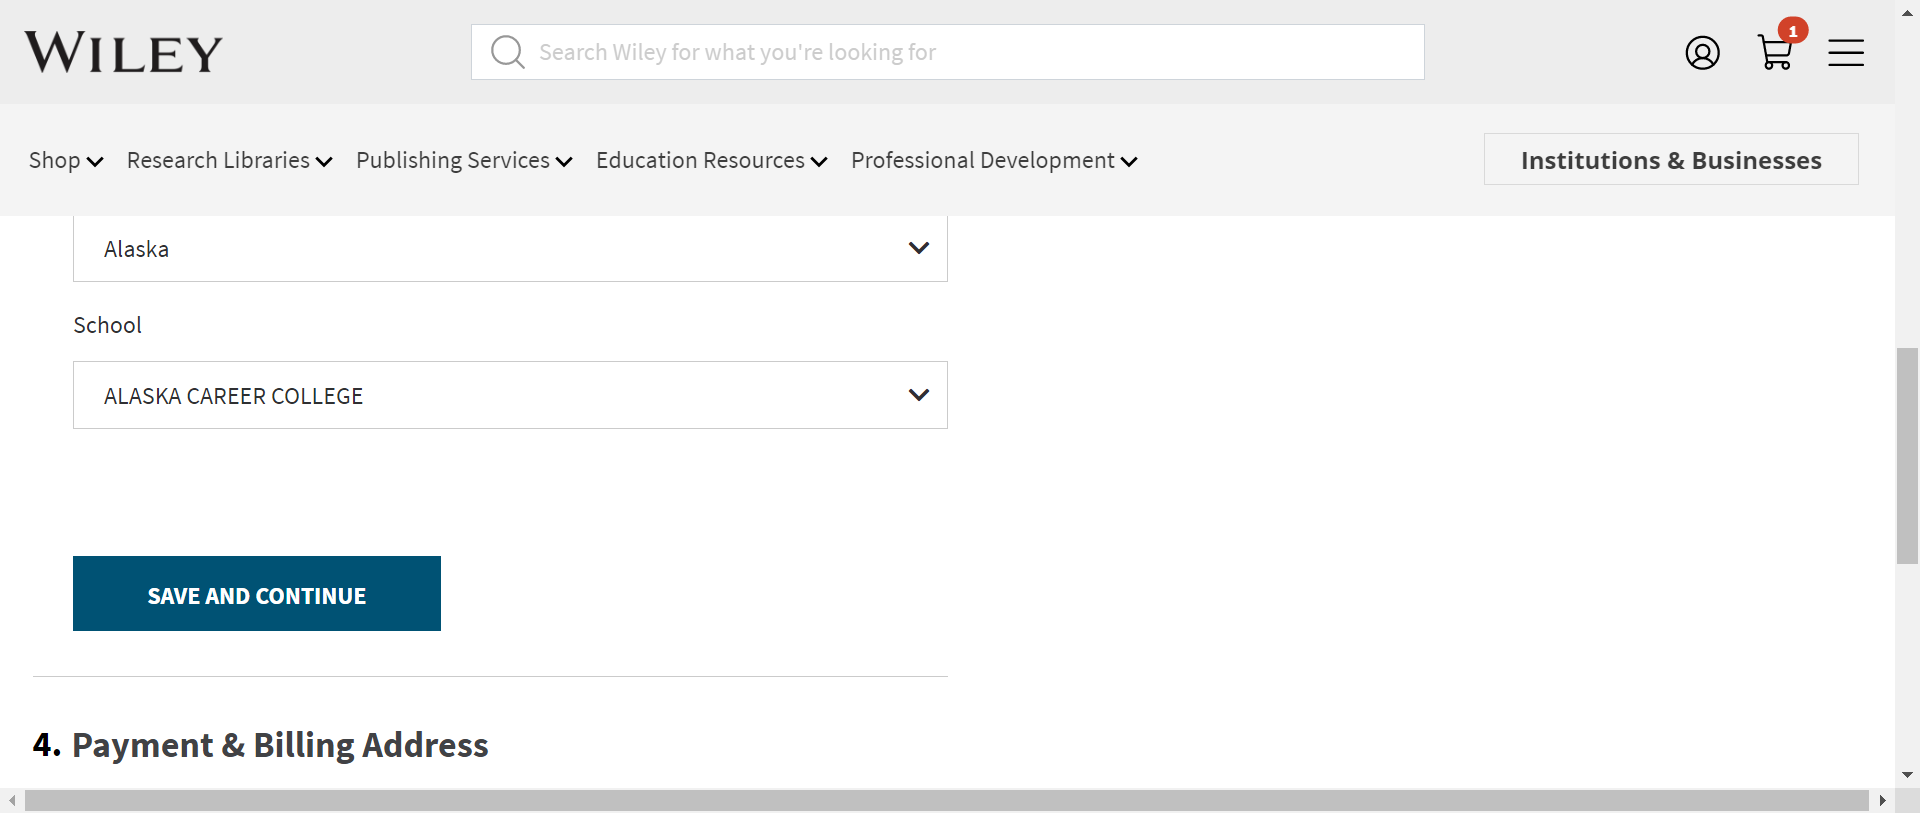 WILEY
Search Wiley for what you're looking for
1
Shop Research Libraries Publishing Services Education Resources Professional Development Institutions & Businesses
Alaska
School
ALASKA CAREER COLLEGE
SAVE AND CONTINUE
4. Payment & Billing Address